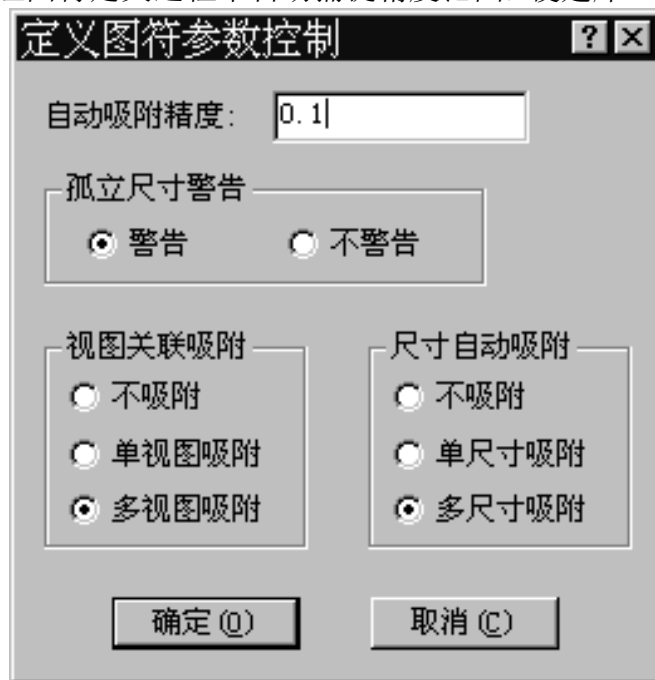 定义图符参数控制
自动吸附精度: 0.1
孤立尺寸警告
警告 不警告
视图关联吸附 尺寸自动吸附
不吸附 不吸附
单视图吸附 单尺寸吸附
多视图吸附 多尺寸吸附
确定(O) 取消(C)